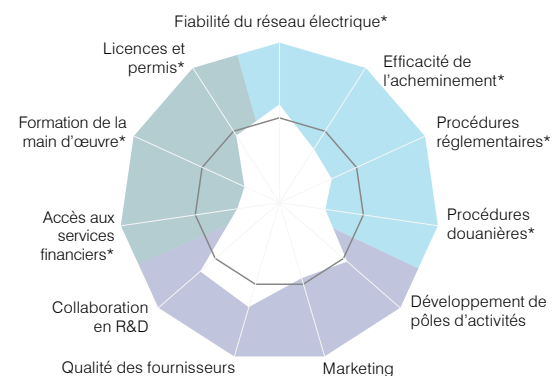 Fiabilité du réseau électrique*
Efficacité de
l'acheminement*
Procédures
réglementaires*
Procédures
douanières*
Développement de
pôles d'activités
Marketing
Qualité des fournisseurs
Collaboration
en R&D
Accès aux
services
financiers*
Formation de la
main d'œuvre*
Licences et
permis*